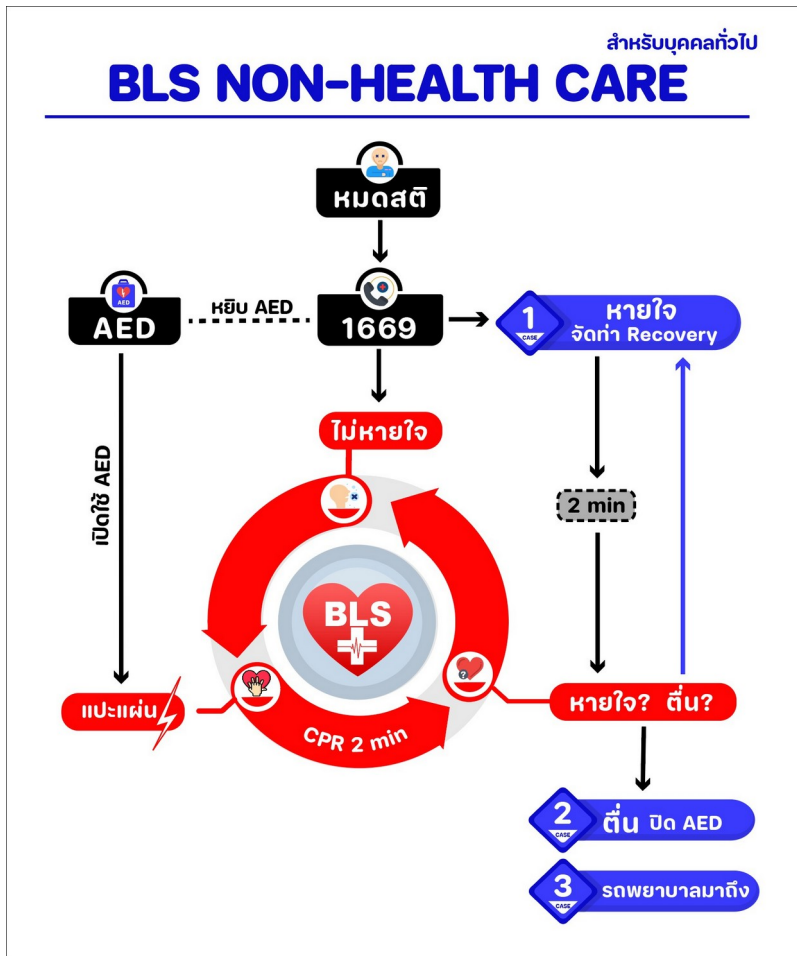 สำหรับบุคคลทั่วไป
BLS NON-HEALTH CARE
หมดสติ
AED
AED
หยิบ AED
1669
1
CASE
หายใจ
จัดท่า Recovery
ไม่หายใจ
เปิดใช้ AED
2 min
BLS
แปะแผ่น
CPR 2 min
?
หายใจ? ตื่น?
2
CASE
ตื่น ปิด AED
3
CASE
รถพยาบาลมาถึง